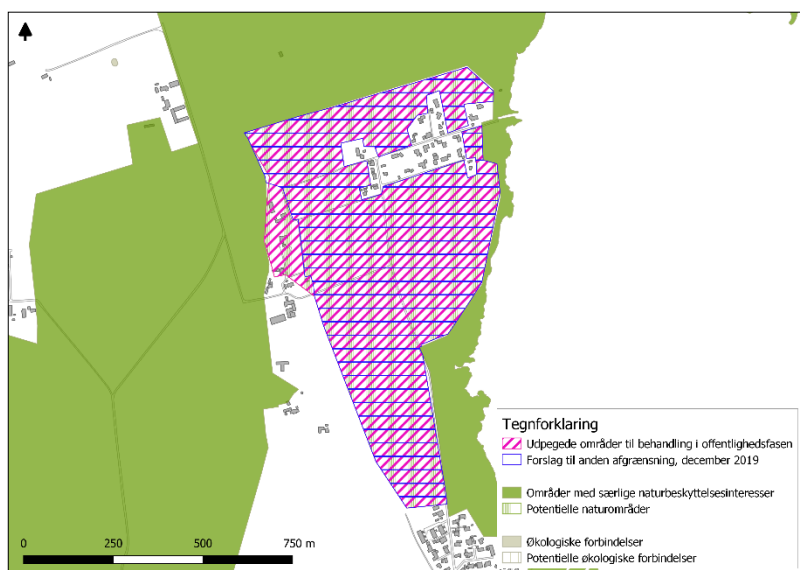 Tegnforklaring
Udpegede områder til behandling i offentlighedsfasen
Forslag til anden afgrænsning, december 2019
Områder med særlige naturbeskyttelsesinteresser
Potentielle naturområder
Økologiske forbindelser
Potentielle økologiske forbindelser
0 250 500 750 m